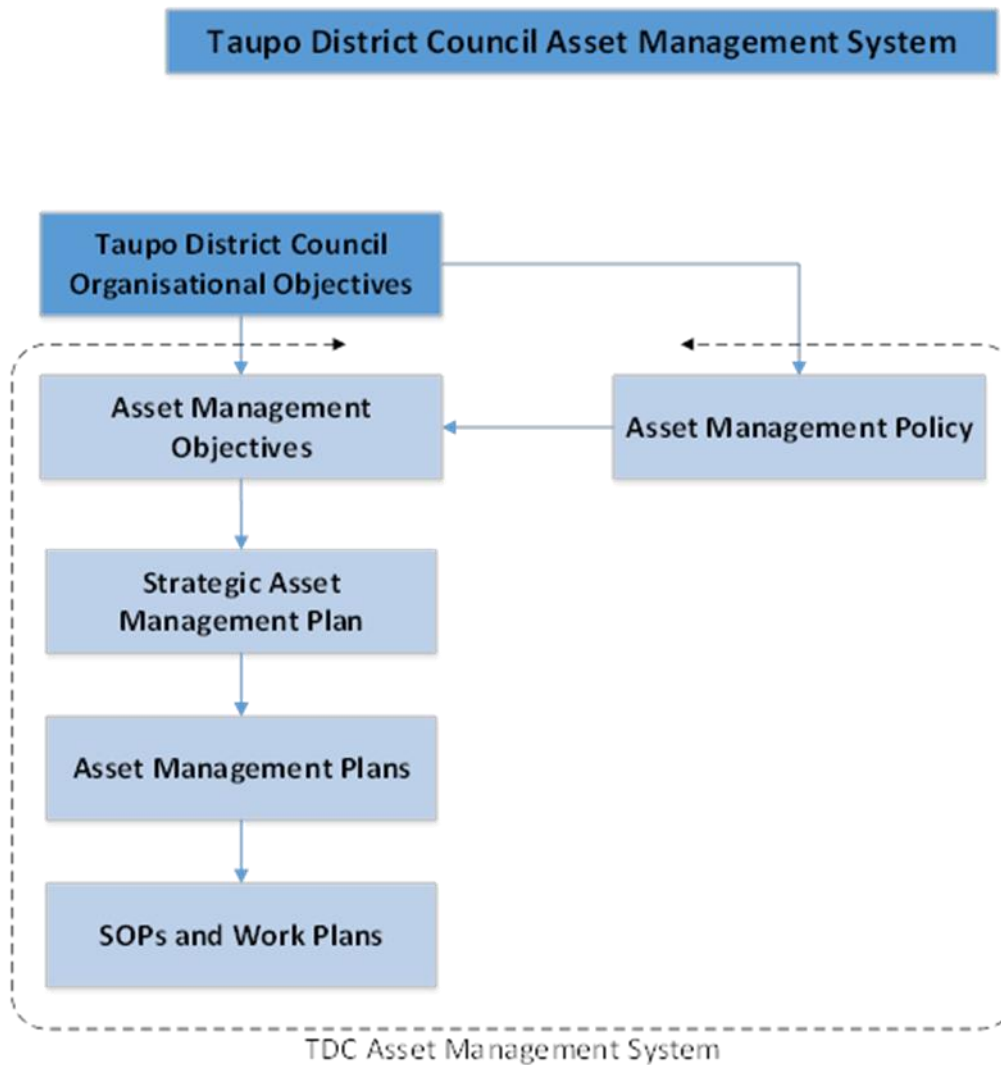 Taupo District Council Asset Management System
Taupo District Council
Organisational Objectives
Asset Management
Objectives
Asset Management Policy
Strategic Asset
Management Plan
Asset Management Plans
SOPs and Work Plans
TDC Asset Management System